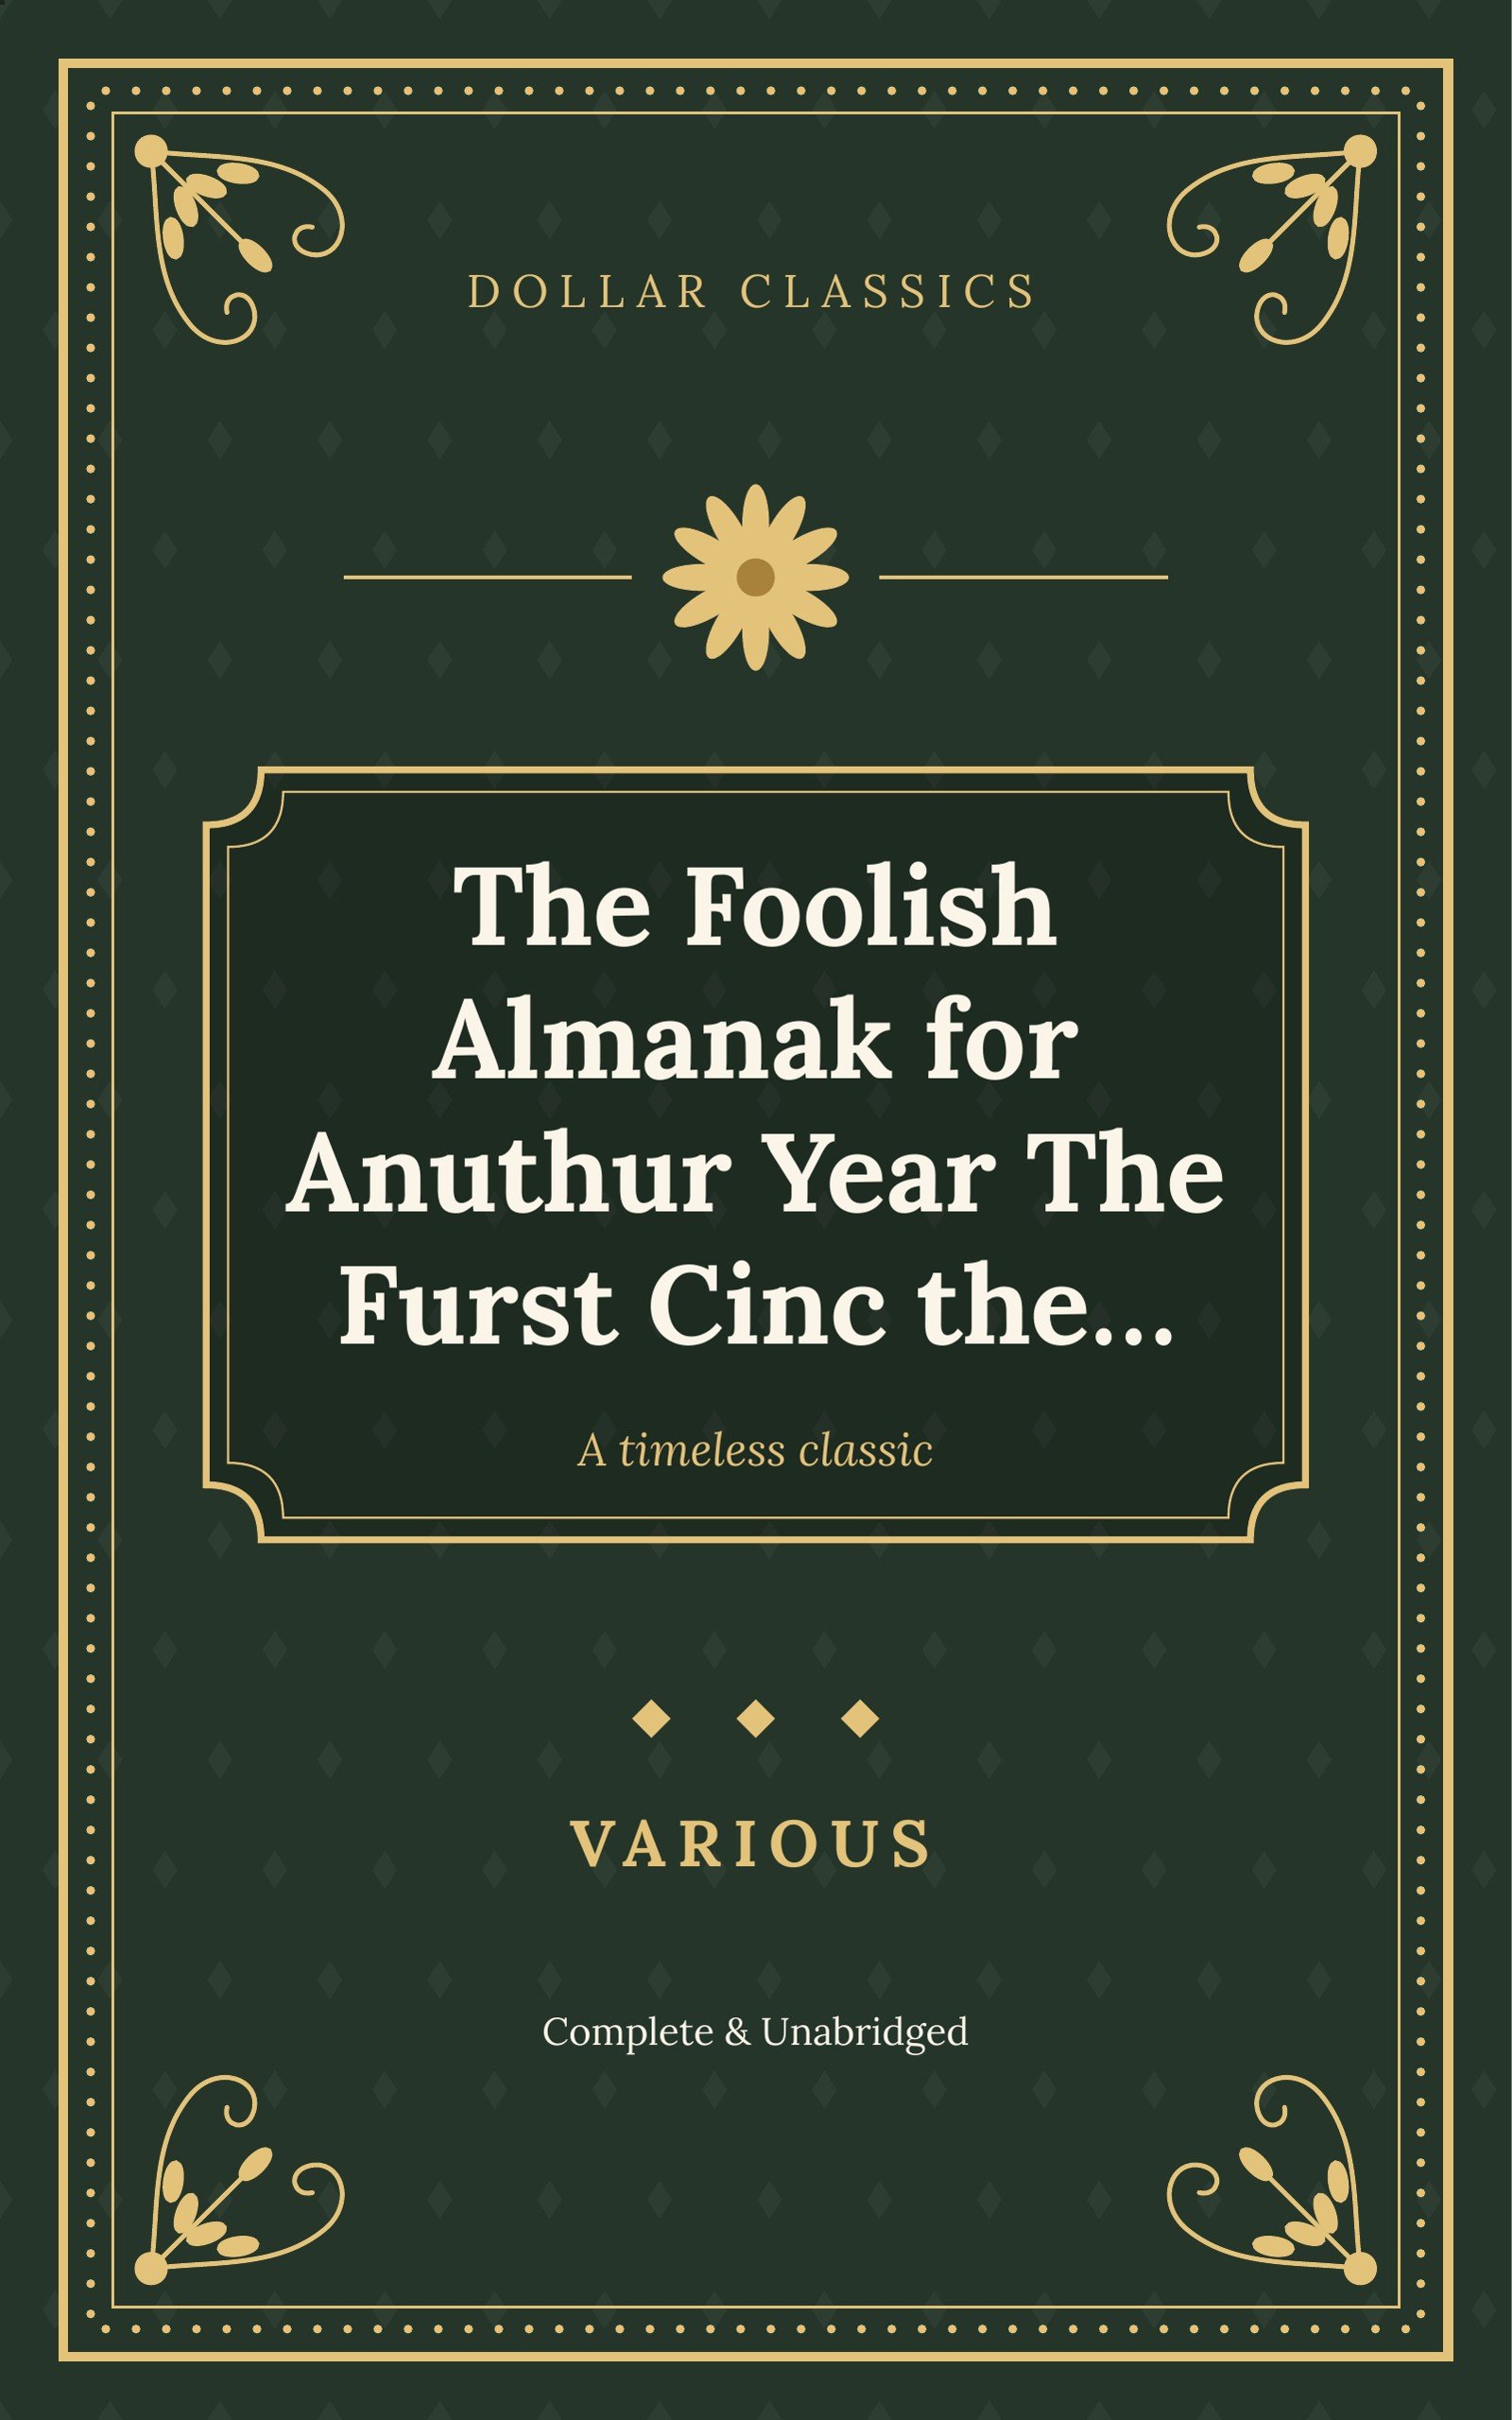 DOLLAR CLASSICS
The Foolish
Almanak for
Anuthur Year The
Furst Cinc the...
A timeless classic
VARIOUS
Complete & Unabridged